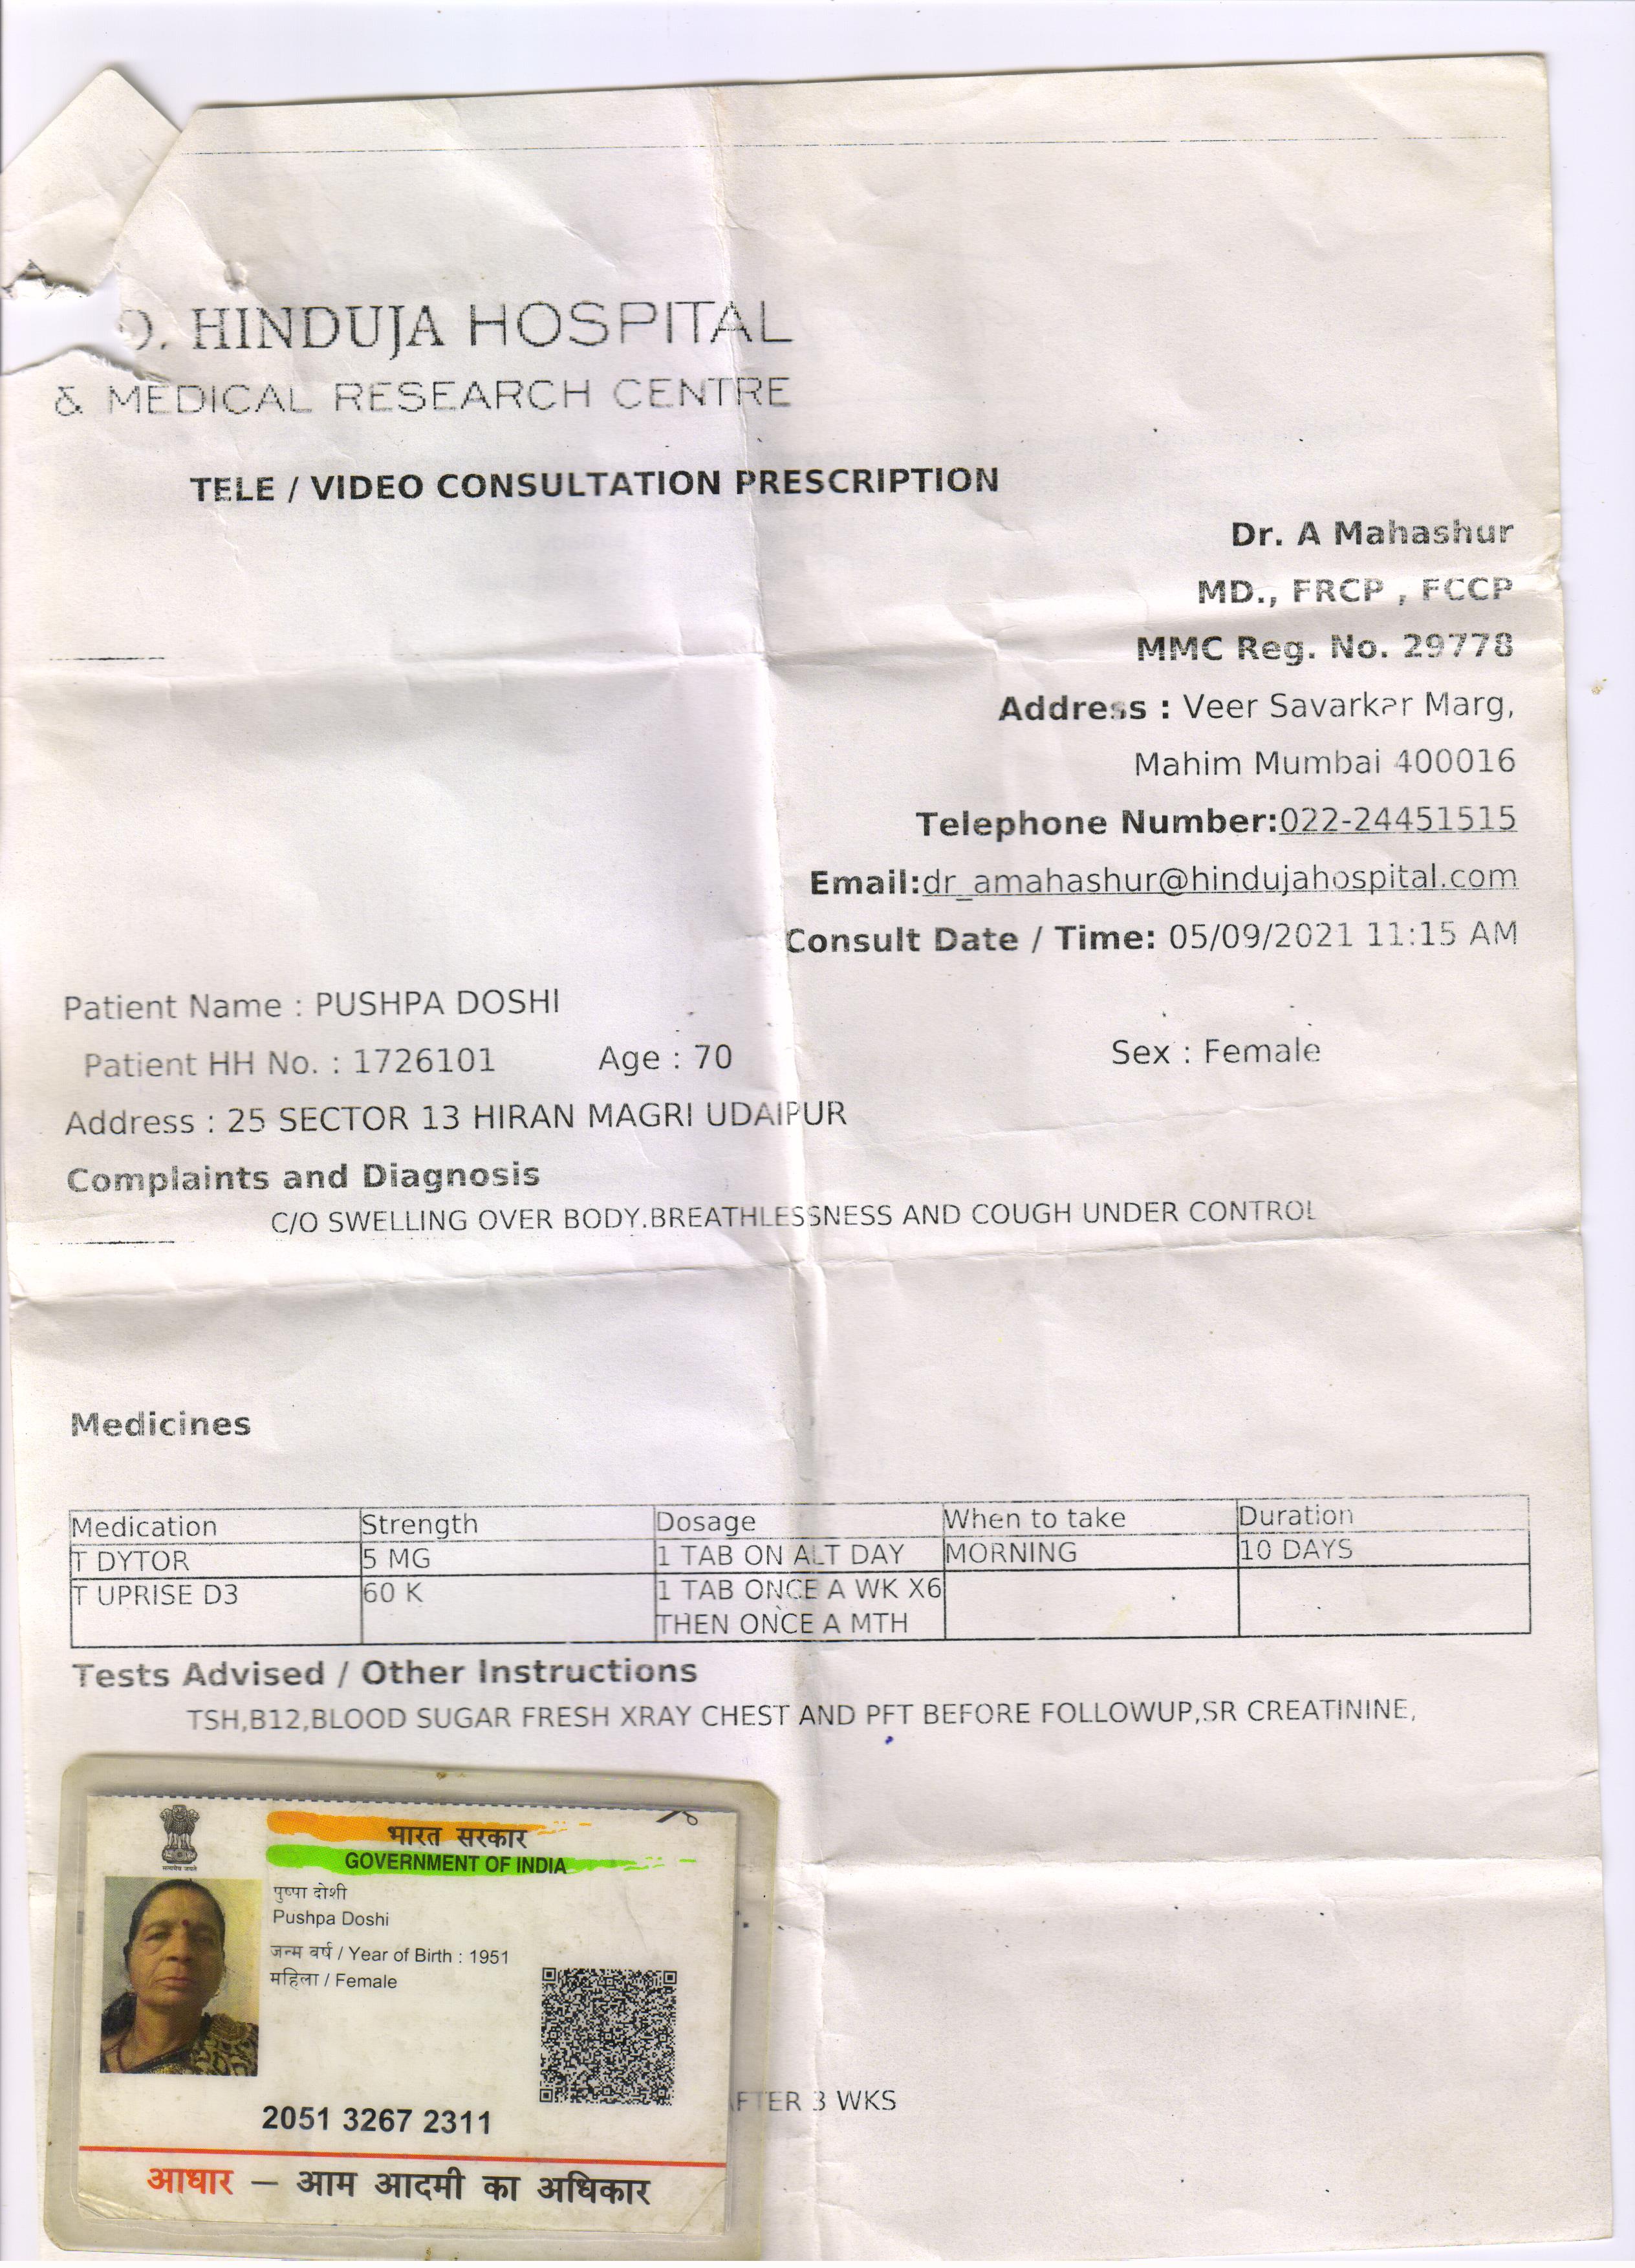 O. HINDUJA HOSPITAL
& MEDICAL RESEARCH CENTRE
TELE / VIDEO CONSULTATION PRESCRIPTION
Dr. A Mahashur
MD., FRCP , FCCP
MMC Reg. No. 29778
Address : Veer Savarkar Marg,
Mahim Mumbai 400016
Telephone Number:022-24451515
Email:dr_amahashur@hindujahospital.com
Consult Date / Time: 05/09/2021 11:15 AM
Patient Name : PUSHPA DOSHI
Patient HH No. : 1726101 Age : 70 Sex : Female
Address : 25 SECTOR 13 HIRAN MAGRI UDAIPUR
Complaints and Diagnosis
C/O SWELLING OVER BODY.BREATHLESSNESS AND COUGH UNDER CONTROL
Medicines
Medication Strength Dosage When to take Duration
T DYTOR 5 MG 1 TAB ON ALT DAY MORNING 10 DAYS
T UPRISE D3 60 K 1 TAB ONCE A WK X6
THEN ONCE A MTH
Tests Advised / Other Instructions
TSH,B12,BLOOD SUGAR FRESH XRAY CHEST AND PFT BEFORE FOLLOWUP,SR CREATININE,
भारत सरकार
GOVERNMENT OF INDIA
पुष्पा दोशी
Pushpa Doshi
जन्म वर्ष / Year of Birth : 1951
महिला / Female
2051 3267 2311
आधार – आम आदमी का अधिकार
FTER 3 WKS